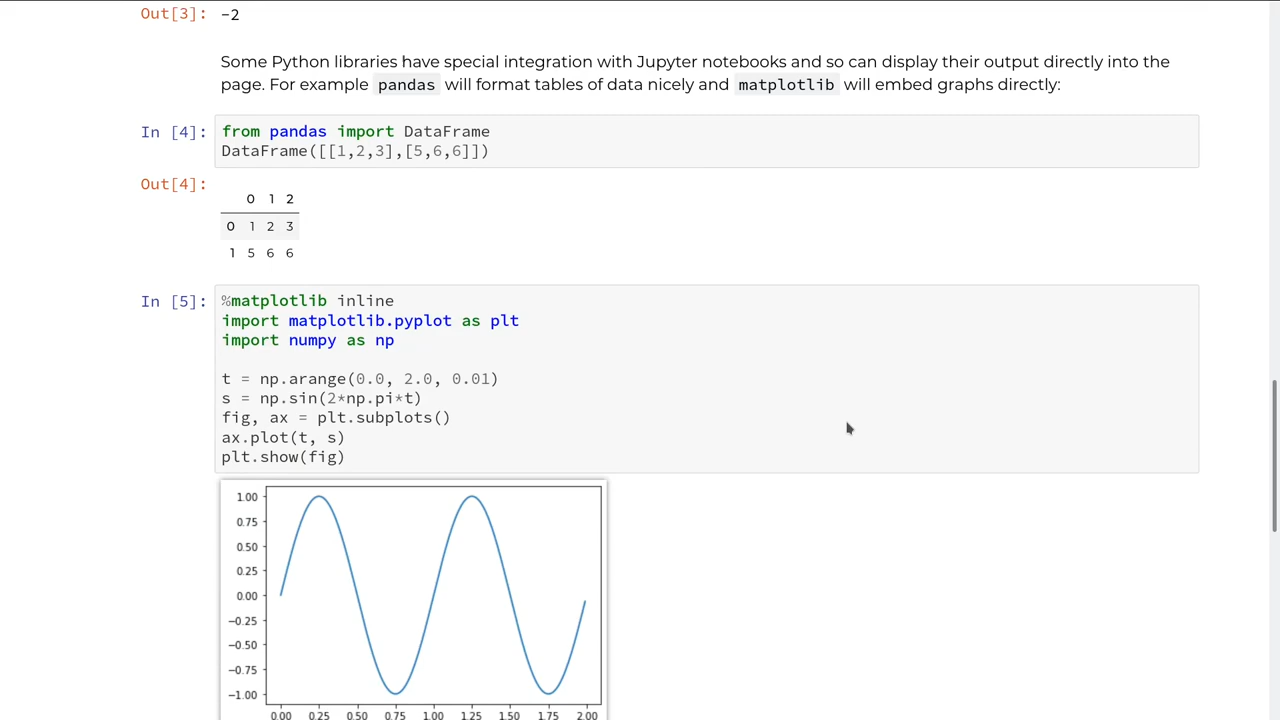 Out[3]: -2
Some Python libraries have special integration with Jupyter notebooks and so can display their output directly into the
page. For example pandas will format tables of data nicely and matplotlib will embed graphs directly:
In [4]: from pandas import DataFrame
DataFrame([[1,2,3],[5,6,6]])
Out[4]:
0 1 2
0 1 2 3
1 5 6 6
In [5]: %matplotlib inline
import matplotlib.pyplot as plt
import numpy as np
t = np.arange(0.0, 2.0, 0.01)
s = np.sin(2*np.pi*t)
fig, ax = plt.subplots()
ax.plot(t, s)
plt.show(fig)
1.00
0.75
0.50
0.25
0.00
−0.25
−0.50
−0.75
−1.00
0.00 0.25 0.50 0.75 1.00 1.25 1.50 1.75 2.00